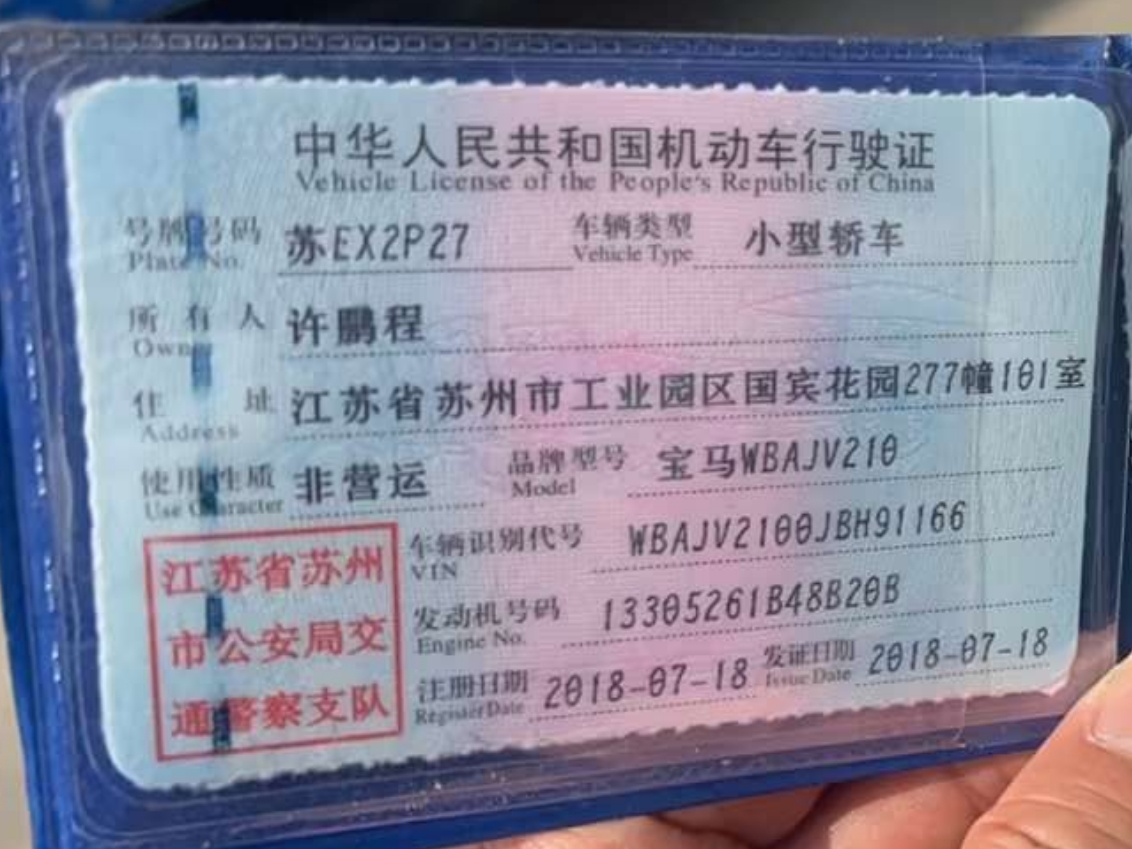 中华人民共和国机动车行驶证
Vehicle License of the People's Republic of China
号牌号码 苏EX2P27 车辆类型 小型轿车
Plate No. Vehicle Type
所有人 许鹏程
Owner
住址 江苏省苏州市工业园区国宾花园277幢101室
Address
使用性质 非营运 品牌型号 宝马WBAJV210
Use Character Model
江苏省苏州 车辆识别代号 WBAJV2100JBH91166
VIN
市公安局交 发动机号码 13305261B48B20B
Engine No.
通警察支队 注册日期 2018-07-18 发证日期 2018-07-18
Register Date Issue Date